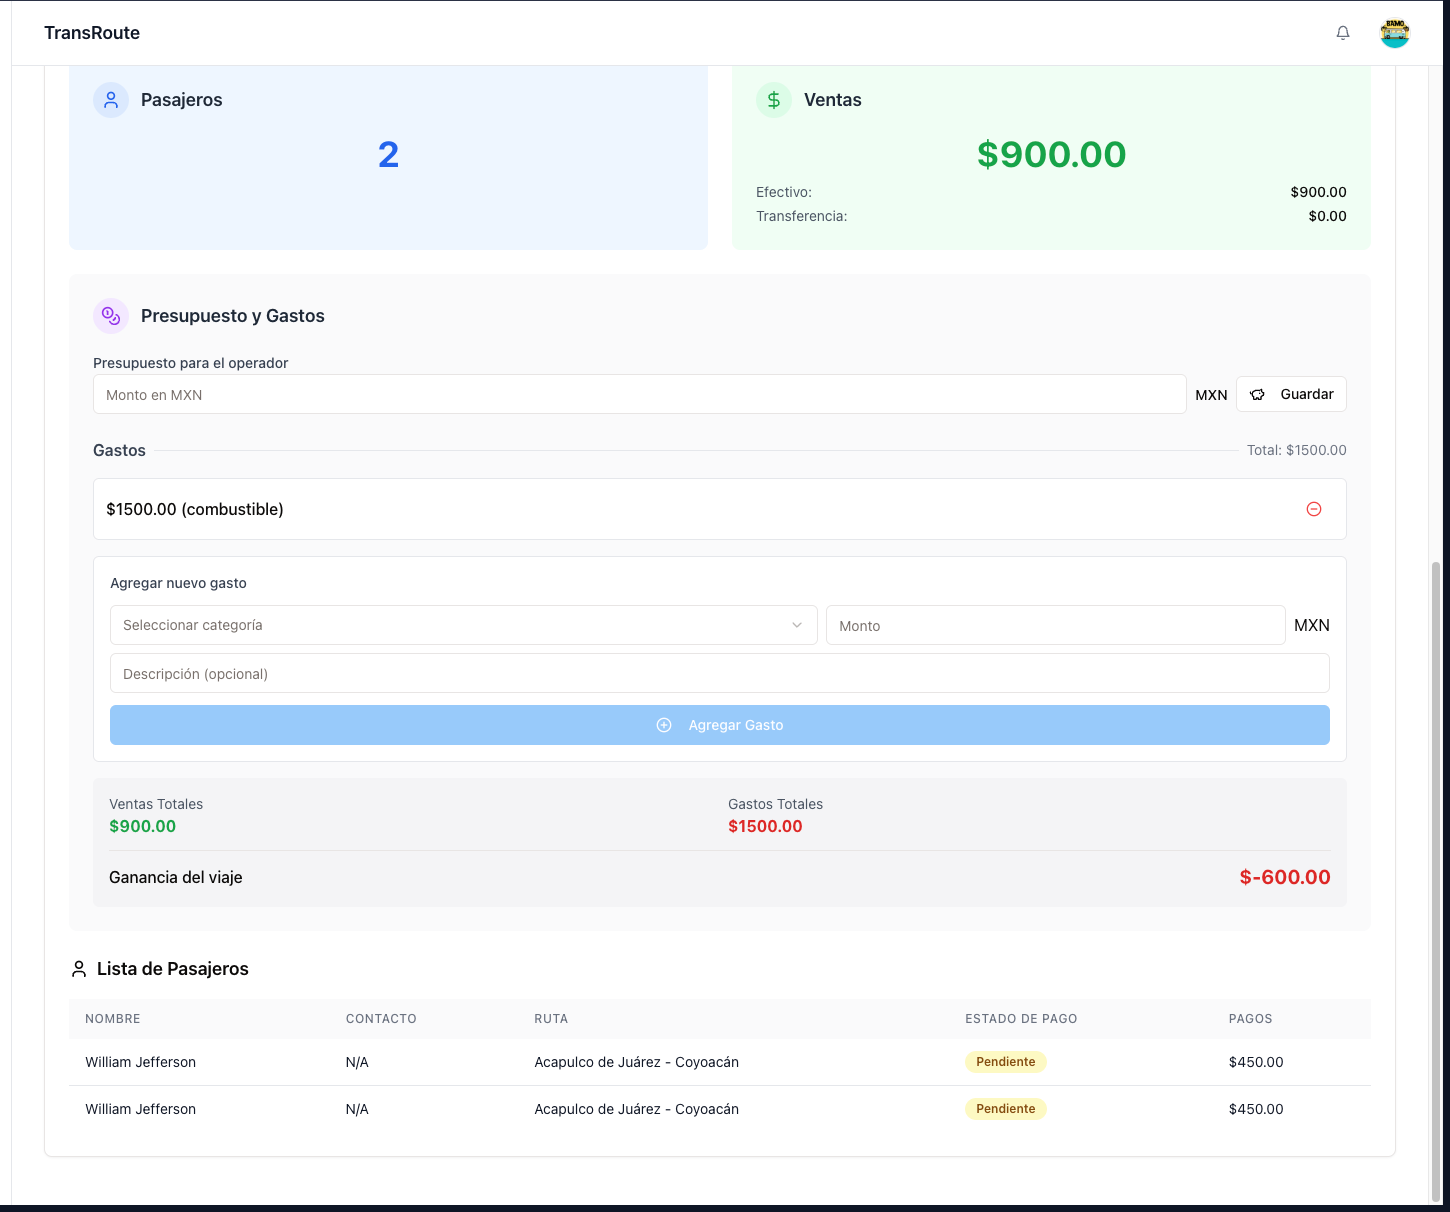 TransRoute
BAMO
Pasajeros
2
Ventas
$900.00
Efectivo: $900.00
Transferencia: $0.00
Presupuesto y Gastos
Presupuesto para el operador
Monto en MXN MXN Guardar
Gastos Total: $1500.00
$1500.00 (combustible)
Agregar nuevo gasto
Seleccionar categoría Monto MXN
Descripción (opcional)
Agregar Gasto
Ventas Totales Gastos Totales
$900.00 $1500.00
Ganancia del viaje $-600.00
Lista de Pasajeros
NOMBRE CONTACTO RUTA ESTADO DE PAGO PAGOS
William Jefferson N/A Acapulco de Juárez - Coyoacán Pendiente $450.00
William Jefferson N/A Acapulco de Juárez - Coyoacán Pendiente $450.00